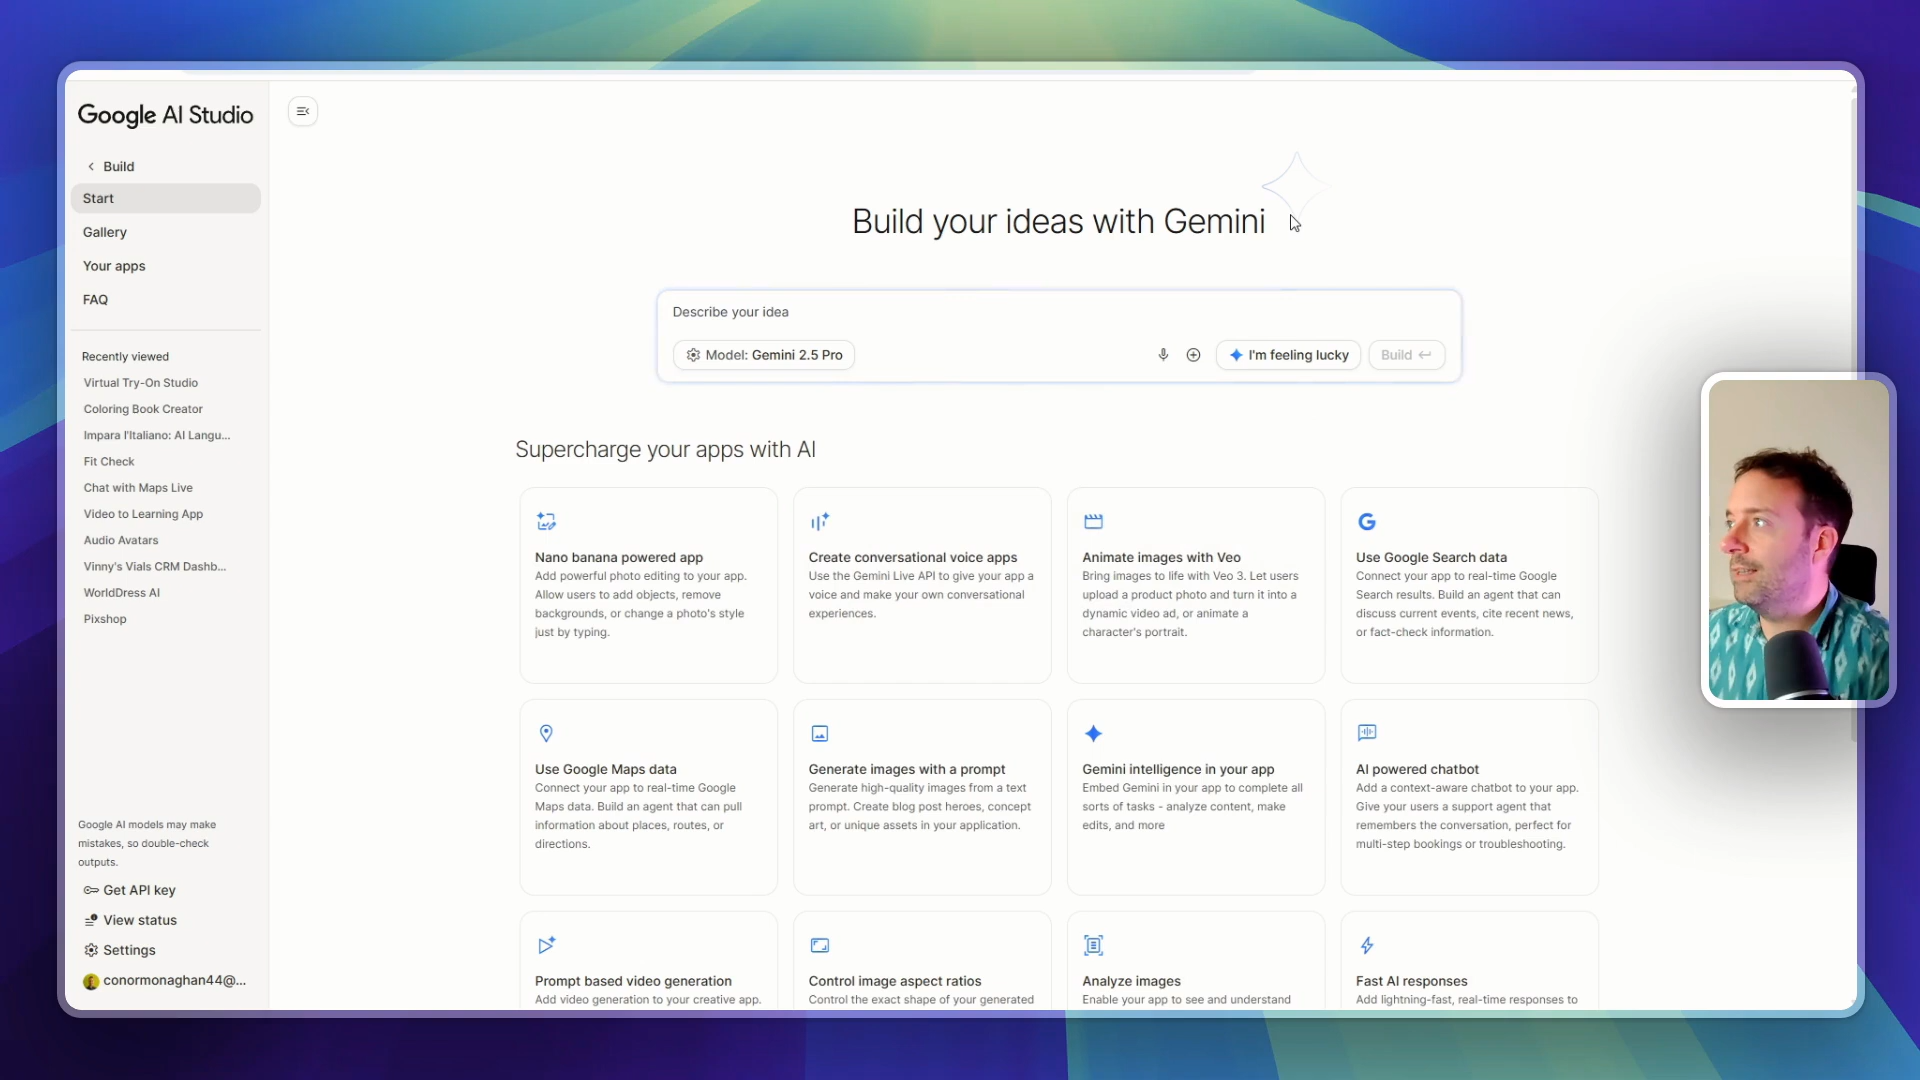 Google AI Studio
Build
Start
Gallery
Your apps
FAQ
Recently viewed
Virtual Try-On Studio
Coloring Book Creator
Impara l'Italiano: AI Langu...
Fit Check
Chat with Maps Live
Video to Learning App
Audio Avatars
Vinny's Vials CRM Dashb...
WorldDress AI
Pixshop
Google AI models may make
mistakes, so double-check
outputs.
Get API key
View status
Settings
conormonaghan44@...
Build your ideas with Gemini
Describe your idea
Model: Gemini 2.5 Pro
I'm feeling lucky
Build
Supercharge your apps with AI
Nano banana powered app
Add powerful photo editing to your app.
Allow users to add objects, remove
backgrounds, or change a photo's style
just by typing.
Create conversational voice apps
Use the Gemini Live API to give your app a
voice and make your own conversational
experiences.
Animate images with Veo
Bring images to life with Veo 3. Let users
upload a product photo and turn it into a
dynamic video ad, or animate a
character's portrait.
Use Google Search data
Connect your app to real-time Google
Search results. Build an agent that can
discuss current events, cite recent news,
or fact-check information.
Use Google Maps data
Connect your app to real-time Google
Maps data. Build an agent that can pull
information about places, routes, or
directions.
Generate images with a prompt
Generate high-quality images from a text
prompt. Create blog post heroes, concept
art, or unique assets in your application.
Gemini intelligence in your app
Embed Gemini in your app to complete all
sorts of tasks - analyze content, make
edits, and more
AI powered chatbot
Add a context-aware chatbot to your app.
Give your users a support agent that
remembers the conversation, perfect for
multi-step bookings or troubleshooting.
Prompt based video generation
Add video generation to your creative app.
Control image aspect ratios
Control the exact shape of your generated
Analyze images
Enable your app to see and understand
Fast AI responses
Add lightning-fast, real-time responses to